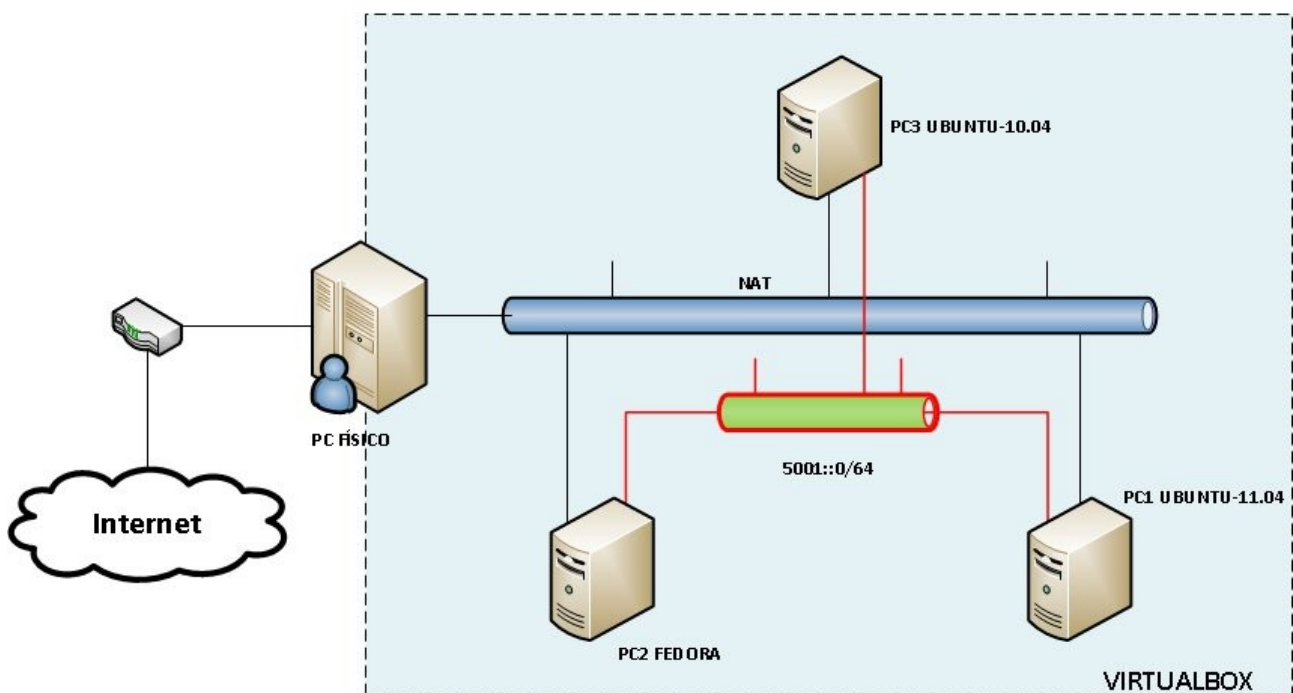 PC3 UBUNTU-10.04
NAT
PC FÍSICO
5001::0/64
PC1 UBUNTU-11.04
Internet
PC2 FEDORA
VIRTUALBOX